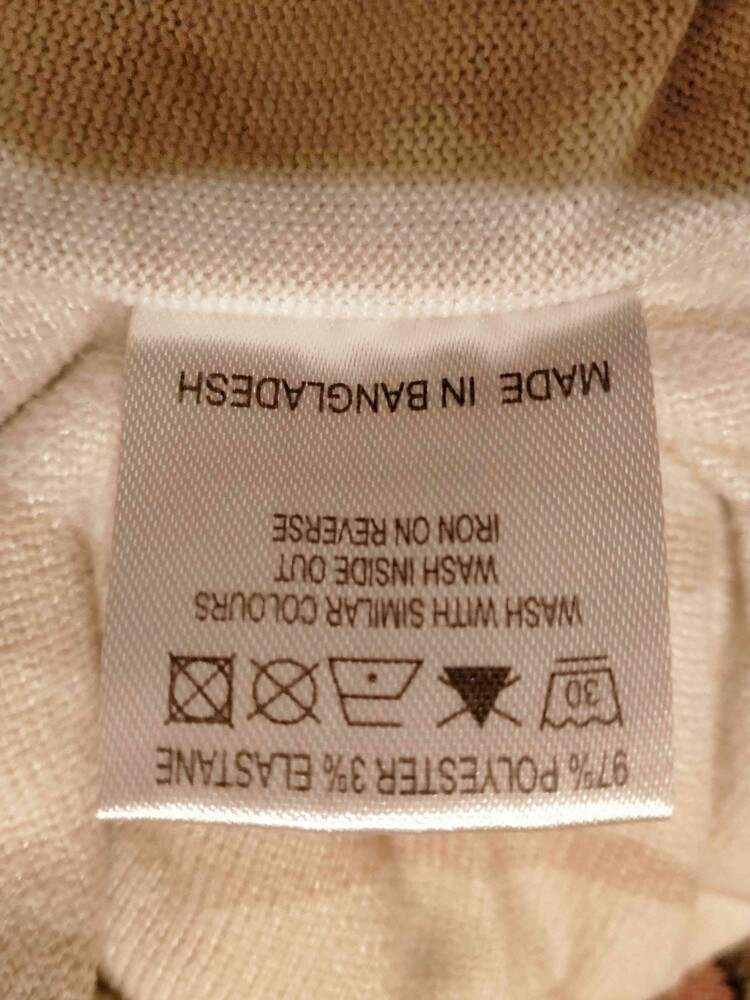 97% POLYESTER 3% ELASTANE
30
WASH WITH SIMILAR COLOURS
WASH INSIDE OUT
IRON ON REVERSE
MADE IN BANGLADESH